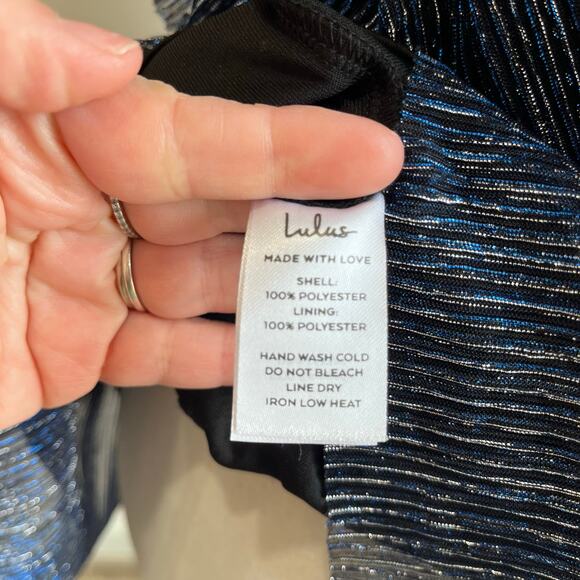 Lulus
MADE WITH LOVE
SHELL:
100% POLYESTER
LINING:
100% POLYESTER
HAND WASH COLD
DO NOT BLEACH
LINE DRY
IRON LOW HEAT